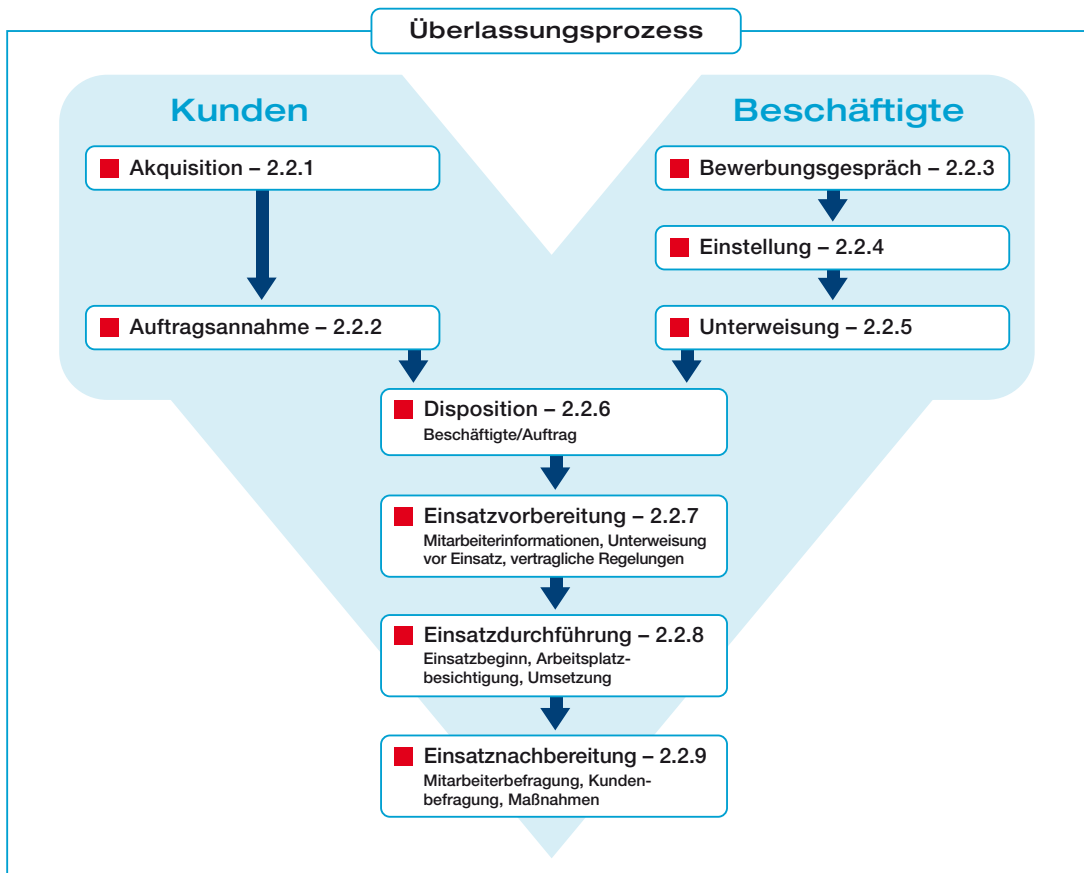 Überlassungsprozess
Kunden
Akquisition – 2.2.1
Auftragsannahme – 2.2.2
Beschäftigte
Bewerbungsgespräch – 2.2.3
Einstellung – 2.2.4
Unterweisung – 2.2.5
Disposition – 2.2.6
Beschäftigte/Auftrag
Einsatzvorbereitung – 2.2.7
Mitarbeiterinformationen, Unterweisung
vor Einsatz, vertragliche Regelungen
Einsatzdurchführung – 2.2.8
Einsatzbeginn, Arbeitsplatz-
besichtigung, Umsetzung
Einsatznachbereitung – 2.2.9
Mitarbeiterbefragung, Kunden-
befragung, Maßnahmen